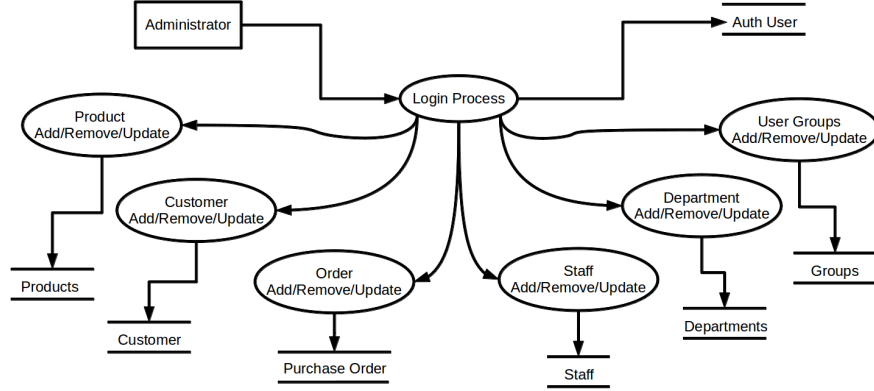 Administrator
Auth User
Login Process
Product
Add/Remove/Update
User Groups
Add/Remove/Update
Customer
Add/Remove/Update
Department
Add/Remove/Update
Order
Add/Remove/Update
Staff
Add/Remove/Update
Products
Groups
Customer
Departments
Purchase Order
Staff